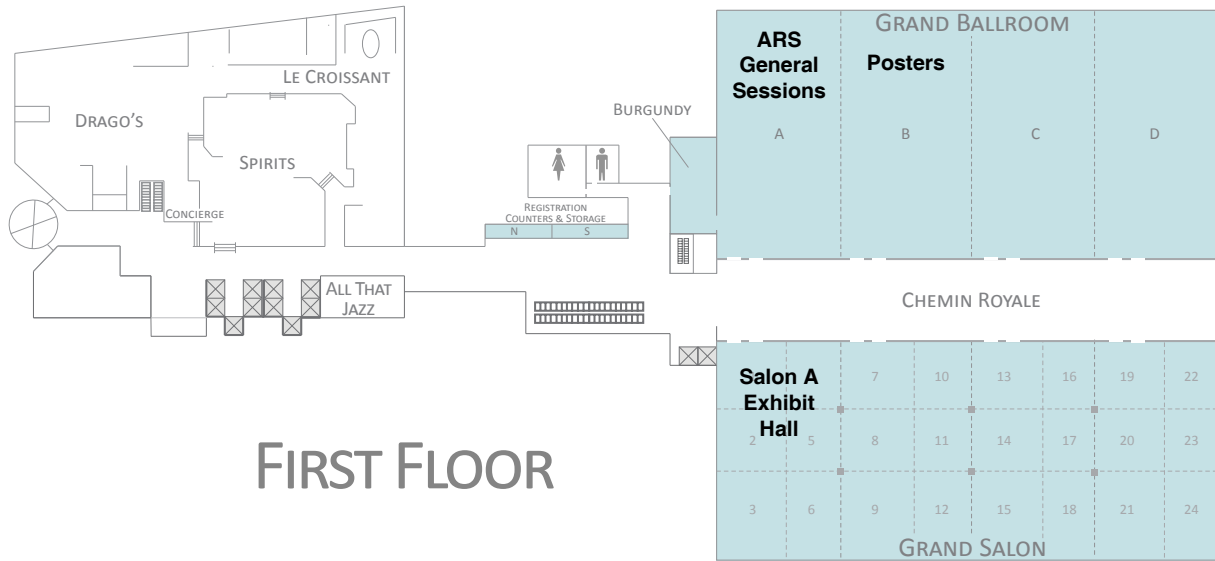 GRAND BALLROOM
ARS
General
Sessions
Posters
A
B
C
D
LE CROISSANT
DRAGO'S
SPIRITS
CONCIERGE
BURGUNDY
REGISTRATION
COUNTERS & STORAGE
N
S
ALL THAT
JAZZ
CHEMIN ROYALE
Salon A
Exhibit
Hall
7
10
13
16
19
22
2
5
8
11
14
17
20
23
3
6
9
12
15
18
21
24
GRAND SALON
FIRST FLOOR